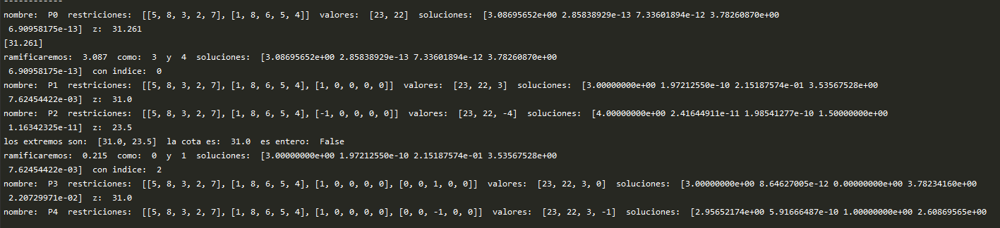 ------------
nombre:  P0  restriciones:  [[5, 8, 3, 2, 7], [1, 8, 6, 5, 4]]  valores:  [23, 22]  soluciones:  [3.08695652e+00 2.85838929e-13 7.33601894e-12 3.78260870e+00
 6.90958175e-13]  z:  31.261
[31.261]
ramificaremos:  3.087  como:  3  y  4  soluciones:  [3.08695652e+00 2.85838929e-13 7.33601894e-12 3.78260870e+00
 6.90958175e-13]  con indice:  0
nombre:  P1  restriciones:  [[5, 8, 3, 2, 7], [1, 8, 6, 5, 4], [1, 0, 0, 0, 0]]  valores:  [23, 22, 3]  soluciones:  [3.00000000e+00 1.97212550e-10 2.15187574e-01 3.53567528e+00
 7.62454422e-03]  z:  31.0
nombre:  P2  restriciones:  [[5, 8, 3, 2, 7], [1, 8, 6, 5, 4], [-1, 0, 0, 0, 0]]  valores:  [23, 22, -4]  soluciones:  [4.00000000e+00 2.41644911e-11 1.98541277e-10 1.50000000e+00
 1.16342325e-11]  z:  23.5
los extremos son:  [31.0, 23.5]  la cota es:  31.0  es entero:  False
ramificaremos:  0.215  como:  0  y  1  soluciones:  [3.00000000e+00 1.97212550e-10 2.15187574e-01 3.53567528e+00
 7.62454422e-03]  con indice:  2
nombre:  P3  restriciones:  [[5, 8, 3, 2, 7], [1, 8, 6, 5, 4], [1, 0, 0, 0, 0], [0, 0, 1, 0, 0]]  valores:  [23, 22, 3, 0]  soluciones:  [3.00000000e+00 8.64627005e-12 0.00000000e+00 3.78234160e+00
 2.20729971e-02]  z:  31.0
nombre:  P4  restriciones:  [[5, 8, 3, 2, 7], [1, 8, 6, 5, 4], [1, 0, 0, 0, 0], [0, 0, -1, 0, 0]]  valores:  [23, 22, 3, -1]  soluciones:  [2.95652174e+00 5.91666487e-10 1.00000000e+00 2.60869565e+00